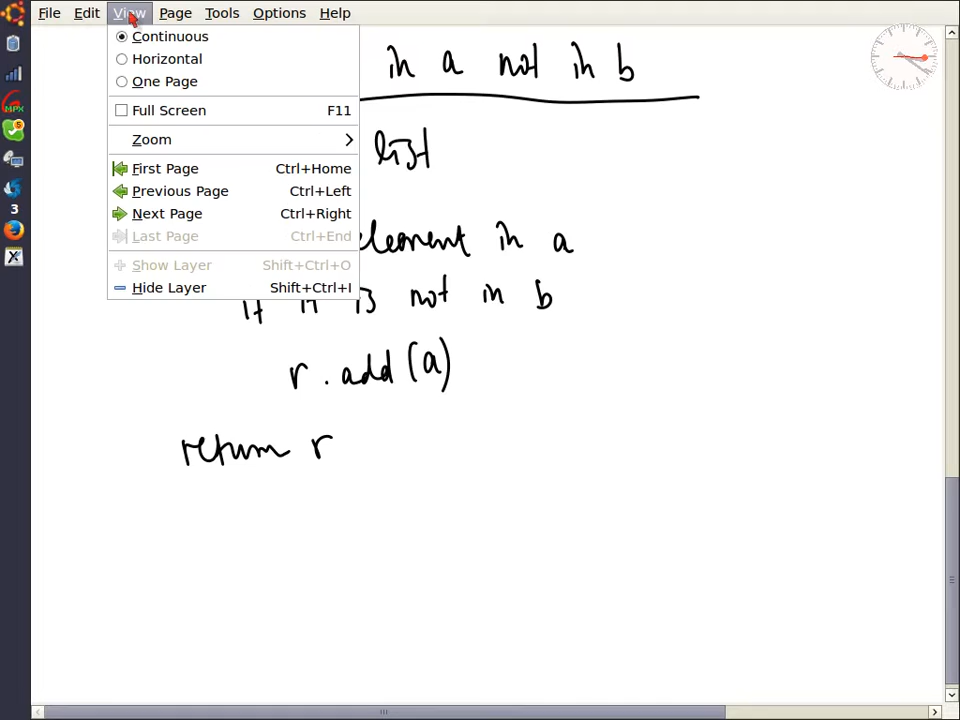 File Edit View Page Tools Options Help
Continuous
Horizontal
One Page
Full Screen F11
Zoom
First Page Ctrl+Home
Previous Page Ctrl+Left
Next Page Ctrl+Right
Last Page Ctrl+End
Show Layer Shift+Ctrl+O
Hide Layer Shift+Ctrl+I
MPX
5
3
in a not in b
list
element in a
if it is not in b
r . add (a)
return r